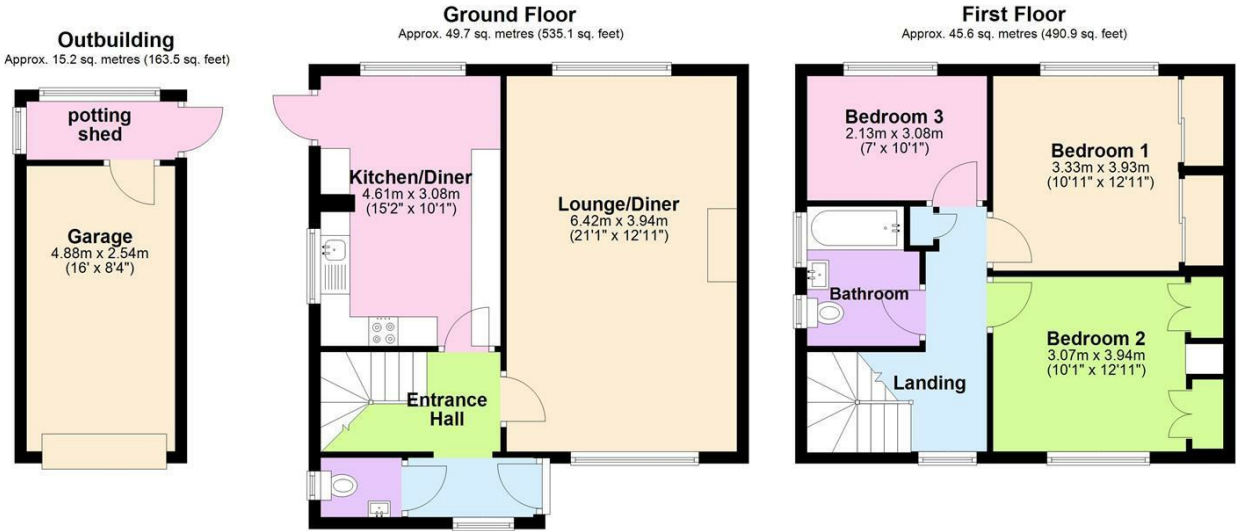 Outbuilding
Approx. 15.2 sq. metres (163.5 sq. feet)
potting
shed
Garage
4.88m x 2.54m
(16' x 8'4")
Ground Floor
Approx. 49.7 sq. metres (535.1 sq. feet)
Kitchen/Diner
4.61m x 3.08m
(15'2" x 10'1")
Lounge/Diner
6.42m x 3.94m
(21'1" x 12'11")
Entrance
Hall
First Floor
Approx. 45.6 sq. metres (490.9 sq. feet)
Bedroom 3
2.13m x 3.08m
(7' x 10'1")
Bedroom 1
3.33m x 3.93m
(10'11" x 12'11")
Bathroom
Bedroom 2
3.07m x 3.94m
(10'1" x 12'11")
Landing